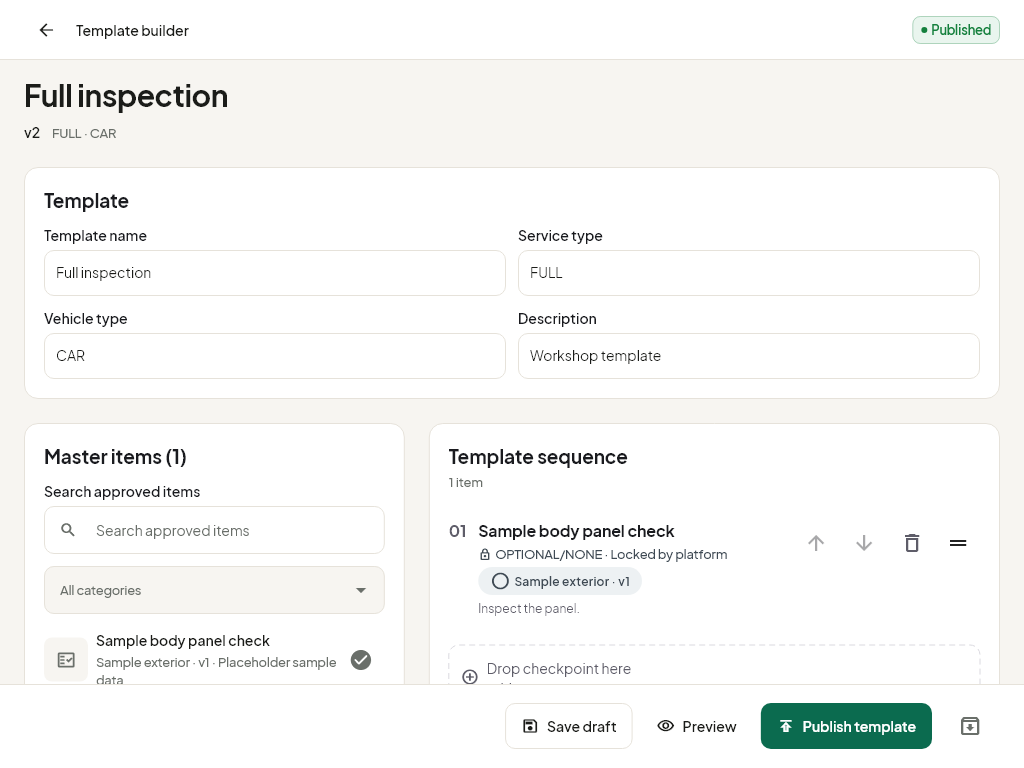 Template builder
Published
Full inspection
v2 FULL · CAR
Template
Template name
Service type
Full inspection
FULL
Vehicle type
Description
CAR
Workshop template
Master items (1)
Search approved items
Search approved items
All categories
Sample body panel check
Sample exterior · v1 · Placeholder sample
data
Template sequence
1 item
01 Sample body panel check
OPTIONAL/NONE · Locked by platform
Sample exterior · v1
Inspect the panel.
Drop checkpoint here
Save draft
Preview
Publish template